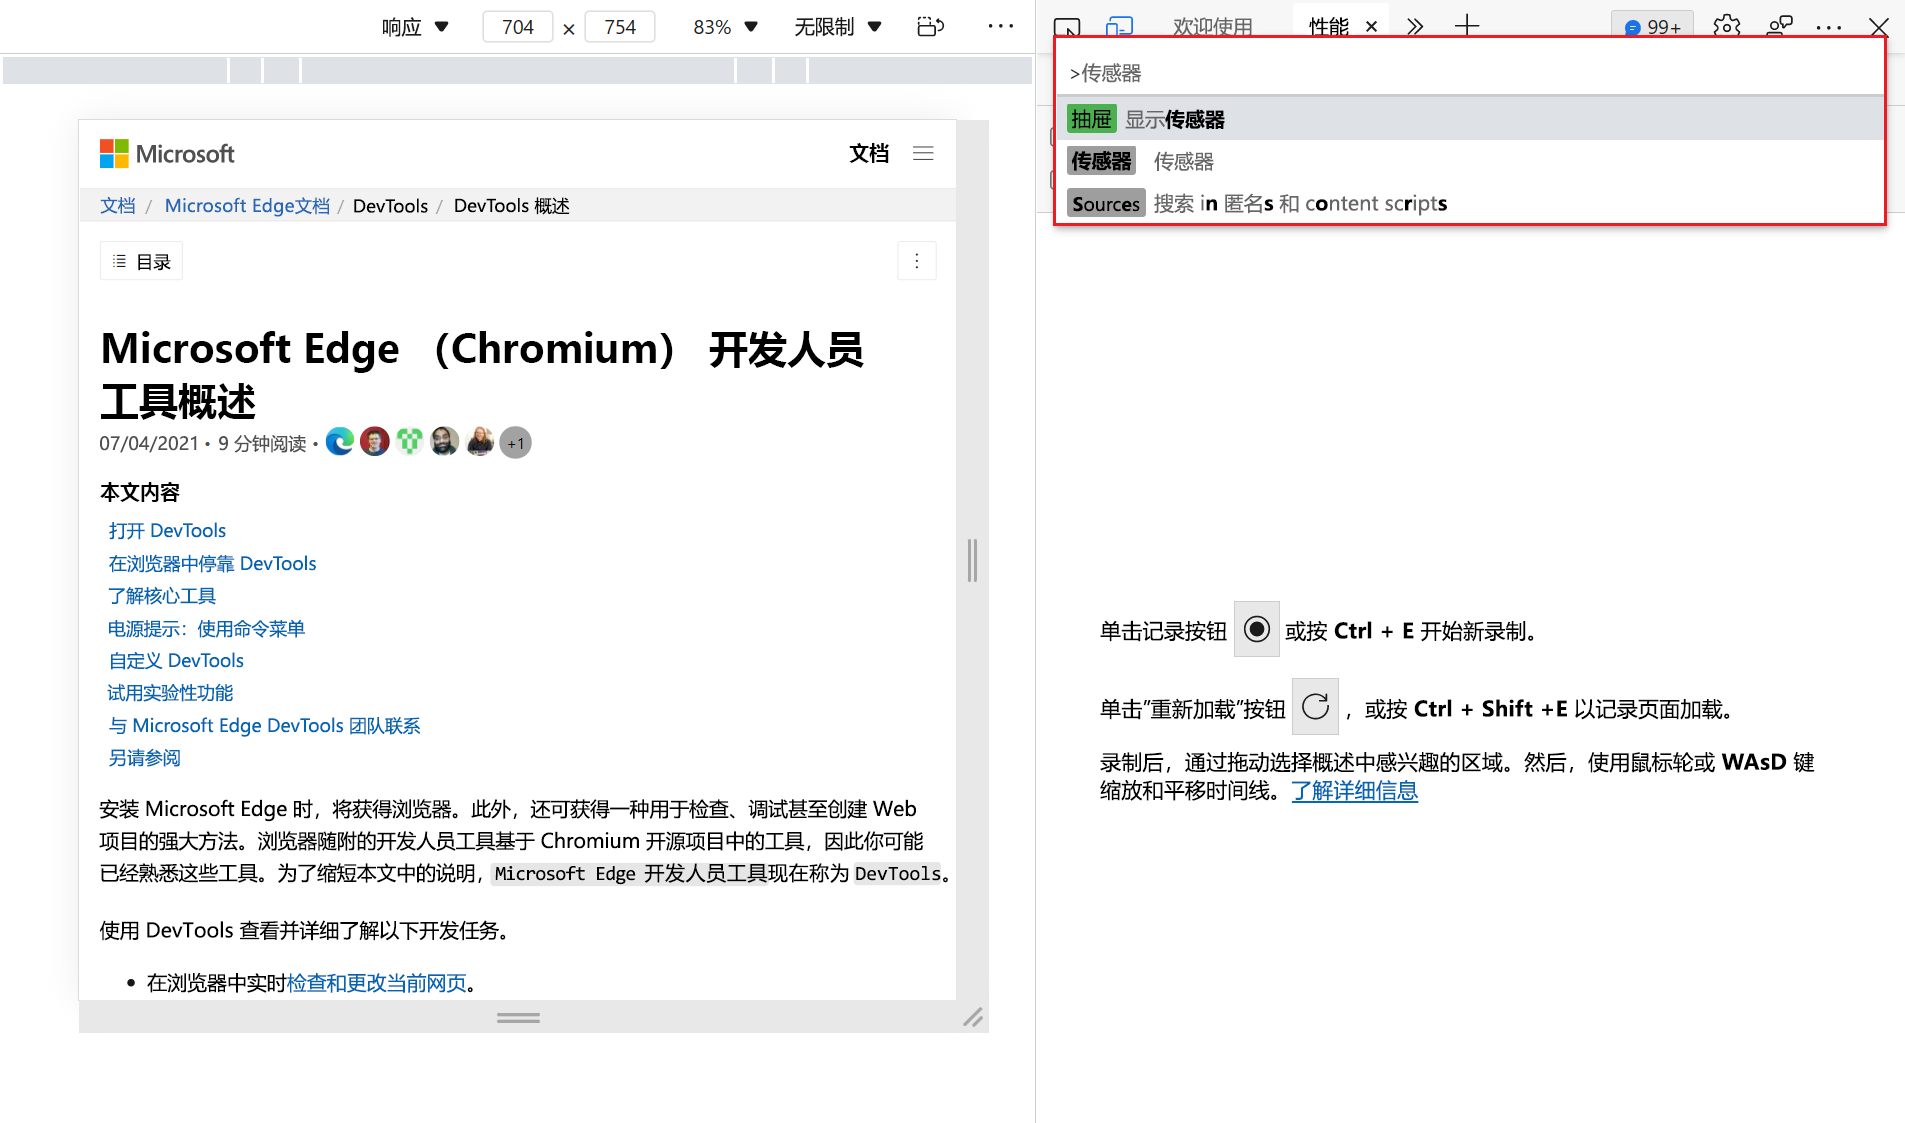 响应 704 × 754 83% 无限制
Microsoft 文档
文档 / Microsoft Edge文档 / DevTools / DevTools 概述
目录
Microsoft Edge （Chromium） 开发人员
工具概述
07/04/2021 • 9 分钟阅读 • +1
本文内容
打开 DevTools
在浏览器中停靠 DevTools
了解核心工具
电源提示：使用命令菜单
自定义 DevTools
试用实验性功能
与 Microsoft Edge DevTools 团队联系
另请参阅
安装 Microsoft Edge 时，将获得浏览器。此外，还可获得一种用于检查、调试甚至创建 Web
项目的强大方法。浏览器随附的开发人员工具基于 Chromium 开源项目中的工具，因此你可能
已经熟悉这些工具。为了缩短本文中的说明，Microsoft Edge 开发人员工具现在称为 DevTools。
使用 DevTools 查看并详细了解以下开发任务。
• 在浏览器中实时检查和更改当前网页。
欢迎使用 性能 99+
>传感器
抽屉 显示传感器
传感器 传感器
Sources 搜索 in 匿名s 和 content scripts
单击记录按钮 或按 Ctrl + E 开始新录制。
单击”重新加载”按钮 ，或按 Ctrl + Shift +E 以记录页面加载。
录制后，通过拖动选择概述中感兴趣的区域。然后，使用鼠标轮或 WAsD 键
缩放和平移时间线。了解详细信息